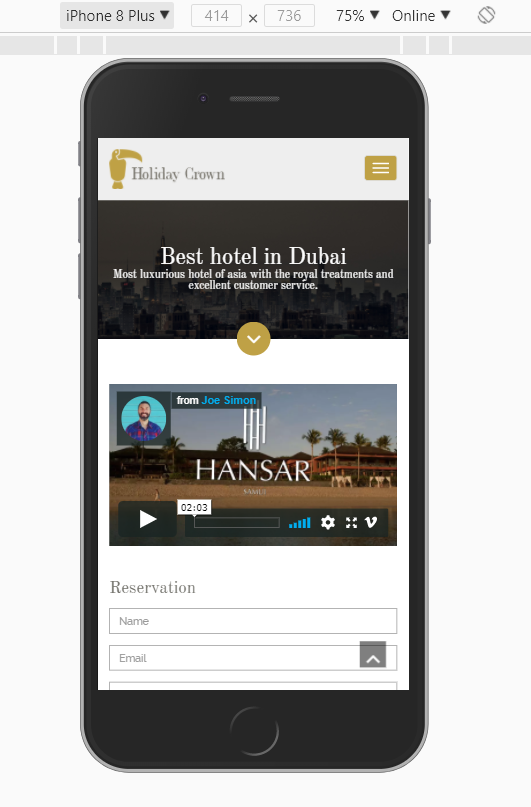 iPhone 8 Plus ▼ 414 × 736 75% ▼ Online ▼
Holiday Crown
Best hotel in Dubai
Most luxurious hotel of asia with the royal treatments and
excellent customer service.
from Joe Simon
HANSAR
SAMUI
02:03
Reservation
Name
Email